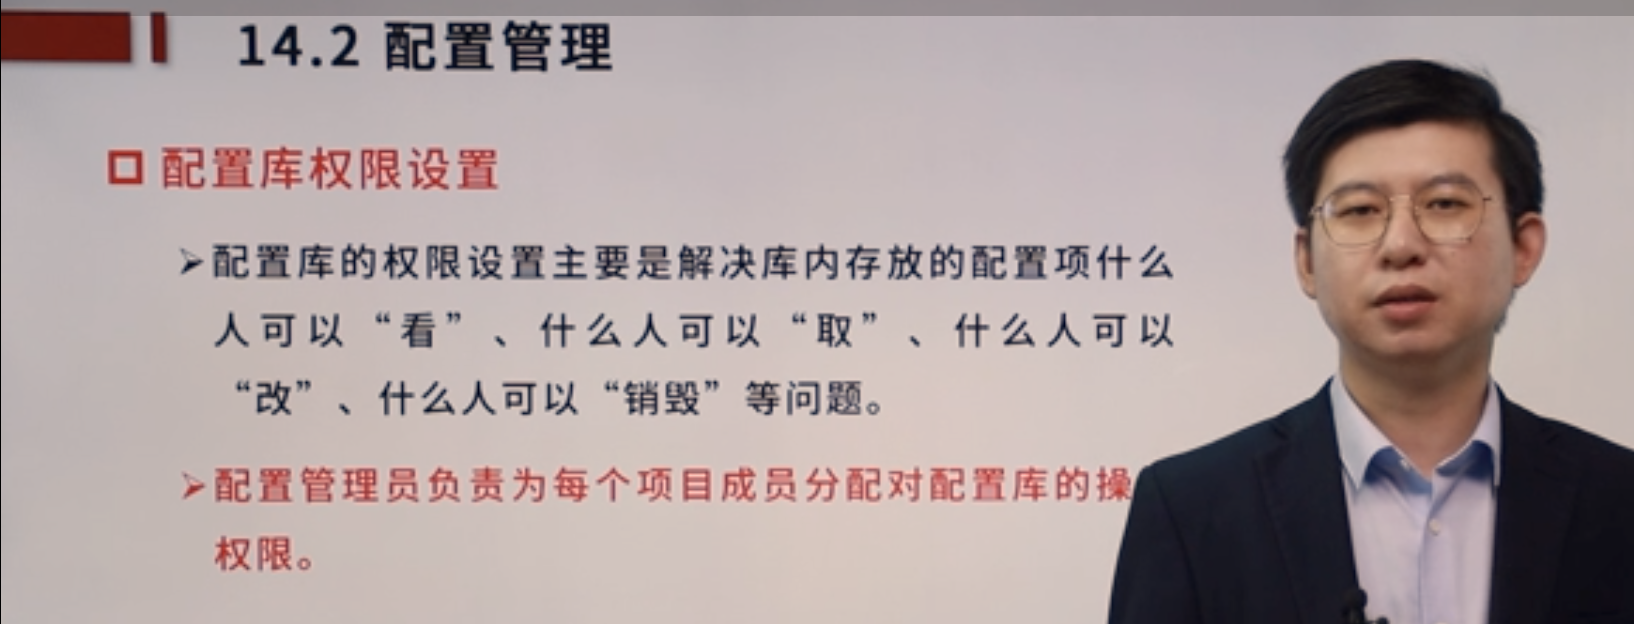 14.2 配置管理
配置库权限设置
配置库的权限设置主要是解决库内存放的配置项什么
人可以“看”、什么人可以“取”、什么人可以
“改”、什么人可以“销毁”等问题。
配置管理员负责为每个项目成员分配对配置库的操
权限。